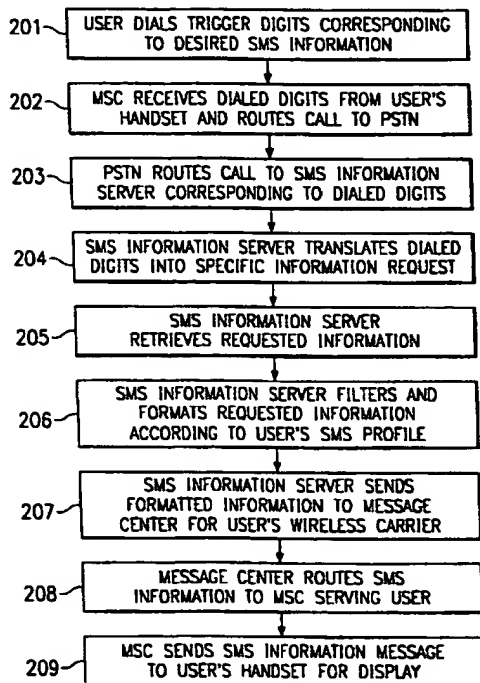 201
USER DIALS TRIGGER DIGITS CORRESPONDING
TO DESIRED SMS INFORMATION
202
MSC RECEIVES DIALED DIGITS FROM USER'S
HANDSET AND ROUTES CALL TO PSTN
203
PSTN ROUTES CALL TO SMS INFORMATION
SERVER CORRESPONDING TO DIALED DIGITS
204
SMS INFORMATION SERVER TRANSLATES DIALED
DIGITS INTO SPECIFIC INFORMATION REQUEST
205
SMS INFORMATION SERVER
RETRIEVES REQUESTED INFORMATION
206
SMS INFORMATION SERVER FILTERS AND
FORMATS REQUESTED INFORMATION
ACCORDING TO USER'S SMS PROFILE
207
SMS INFORMATION SERVER SENDS
FORMATTED INFORMATION TO MESSAGE
CENTER FOR USER'S WIRELESS CARRIER
208
MESSAGE CENTER ROUTES SMS
INFORMATION TO MSC SERVING USER
209
MSC SENDS SMS INFORMATION MESSAGE
TO USER'S HANDSET FOR DISPLAY